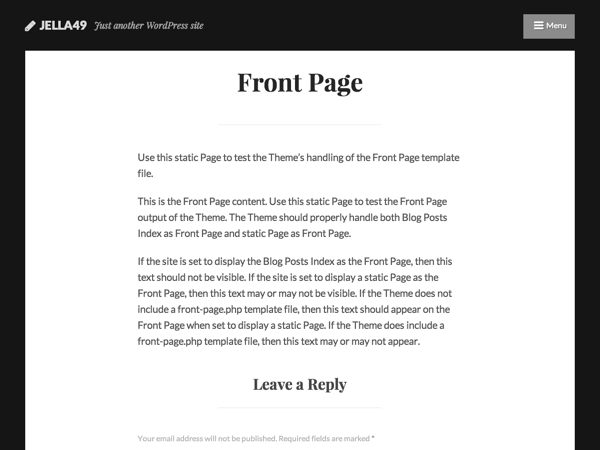 JELLA49 Just another WordPress site Menu
Front Page
Use this static Page to test the Theme's handling of the Front Page template
file.
This is the Front Page content. Use this static Page to test the Front Page
output of the Theme. The Theme should properly handle both Blog Posts
Index as Front Page and static Page as Front Page.
If the site is set to display the Blog Posts Index as the Front Page, then this
text should not be visible. If the site is set to display a static Page as the
Front Page, then this text may or may not be visible. If the Theme does not
include a front-page.php template file, then this text should appear on the
Front Page when set to display a static Page. If the Theme does include a
front-page.php template file, then this text may or may not appear.
Leave a Reply
Your email address will not be published. Required fields are marked *